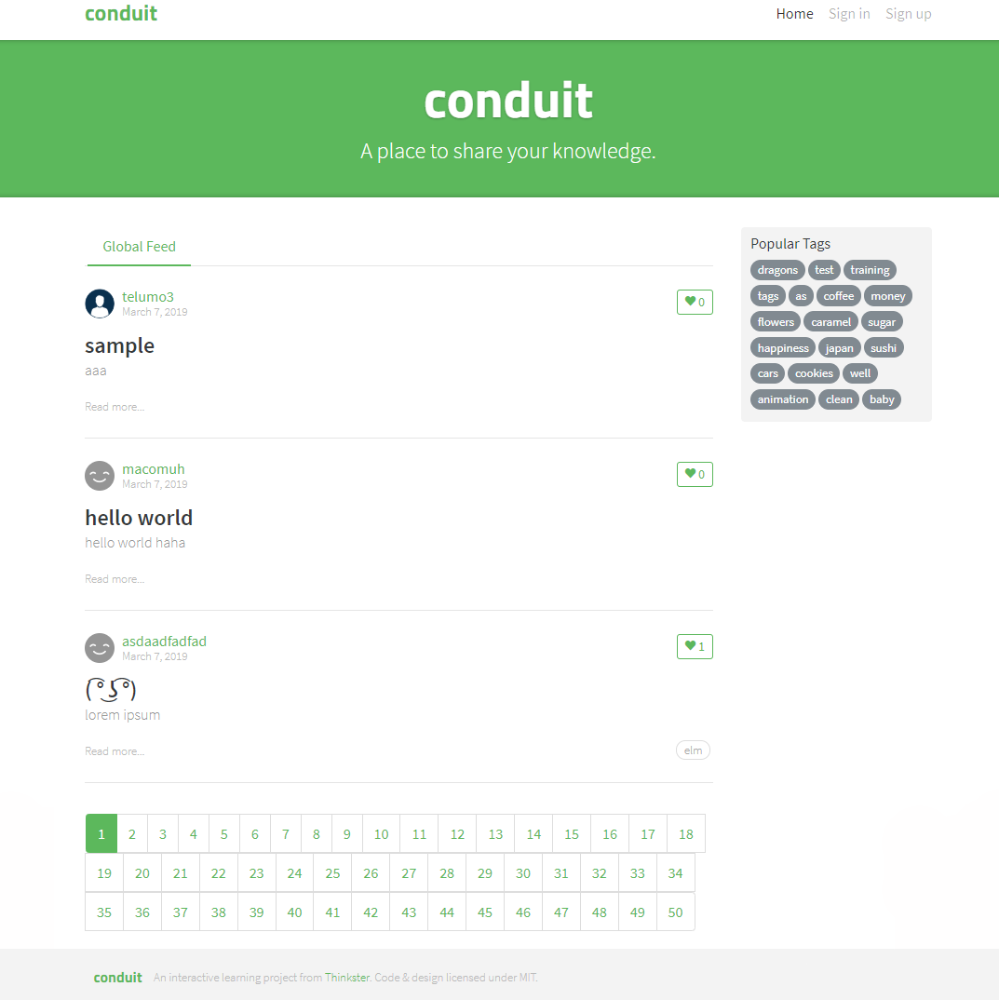 conduit
Home Sign in Sign up
conduit
A place to share your knowledge.
Global Feed
telumo3
March 7, 2019
0
sample
aaa
Read more...
macomuh
March 7, 2019
0
hello world
hello world haha
Read more...
asdaadfadfad
March 7, 2019
1
( ͡° ͜ʖ ͡°)
lorem ipsum
Read more...
elm
1 2 3 4 5 6 7 8 9 10 11 12 13 14 15 16 17 18
19 20 21 22 23 24 25 26 27 28 29 30 31 32 33 34
35 36 37 38 39 40 41 42 43 44 45 46 47 48 49 50
Popular Tags
dragons test training
tags as coffee money
flowers caramel sugar
happiness japan sushi
cars cookies well
animation clean baby
conduit An interactive learning project from Thinkster. Code & design licensed under MIT.